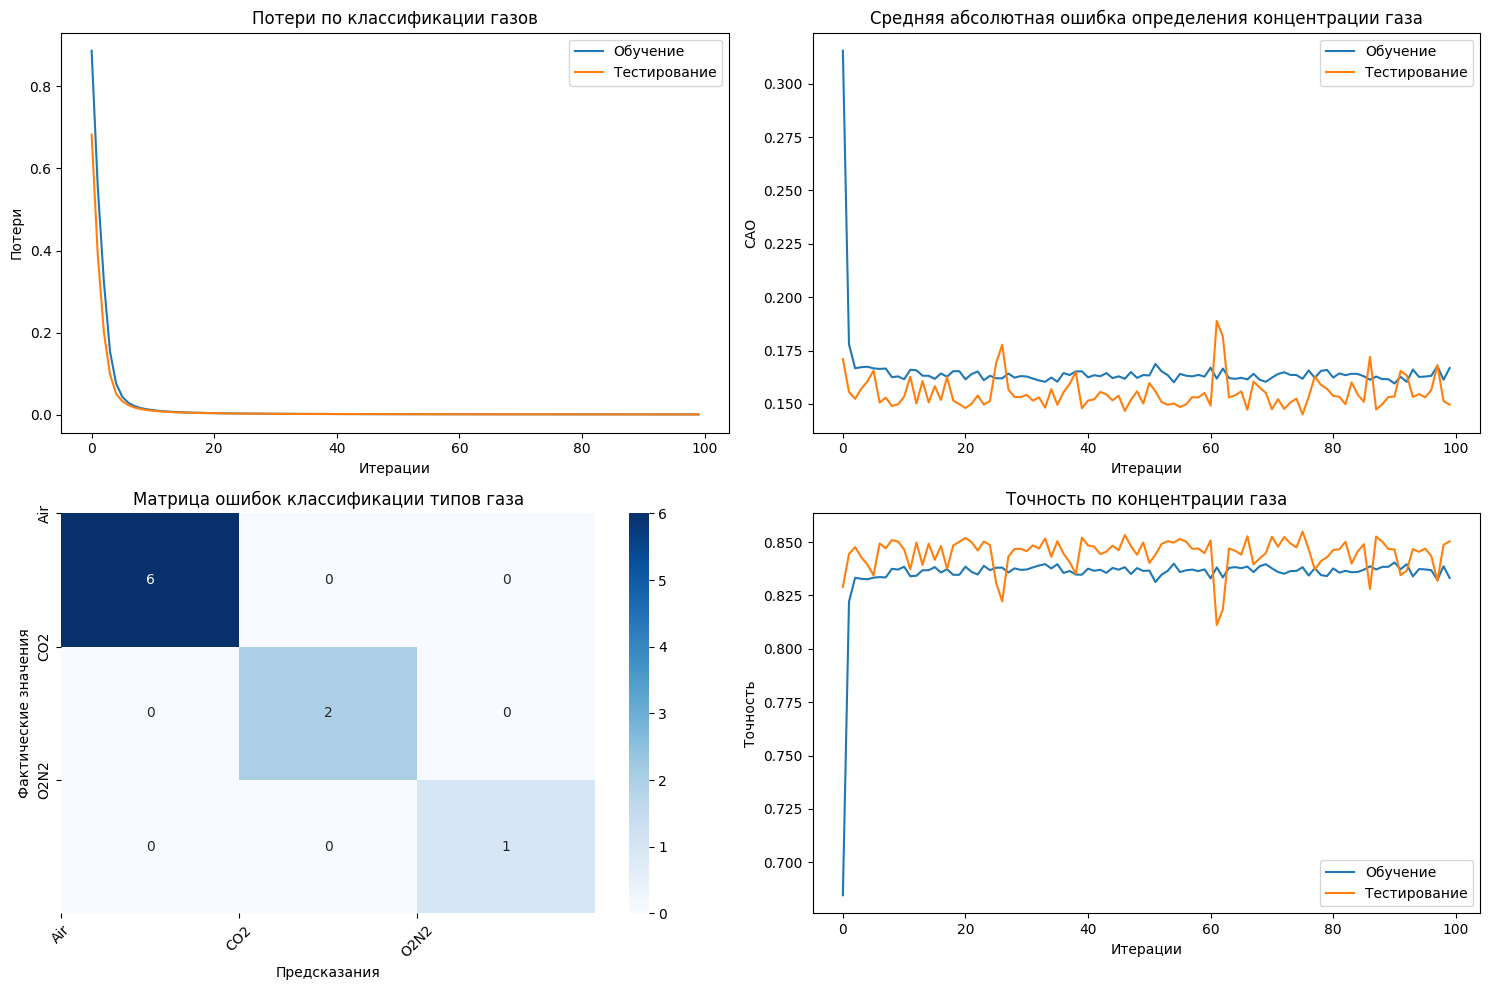 Потери по классификации газов
Обучение
Тестирование
0.8
0.6
0.4
0.2
0.0
Потери
0
20
40
60
80
100
Итерации
Средняя абсолютная ошибка определения концентрации газа
Обучение
Тестирование
0.300
0.275
0.250
0.225
0.200
0.175
0.150
САО
0
20
40
60
80
100
Итерации
Матрица ошибок классификации типов газа
Air
CO2
O2N2
Фактические значения
6
0
0
0
2
0
0
0
1
Air
CO2
O2N2
Предсказания
6
5
4
3
2
1
0
Точность по концентрации газа
0.850
0.825
0.800
0.775
0.750
0.725
0.700
Точность
Обучение
Тестирование
0
20
40
60
80
100
Итерации